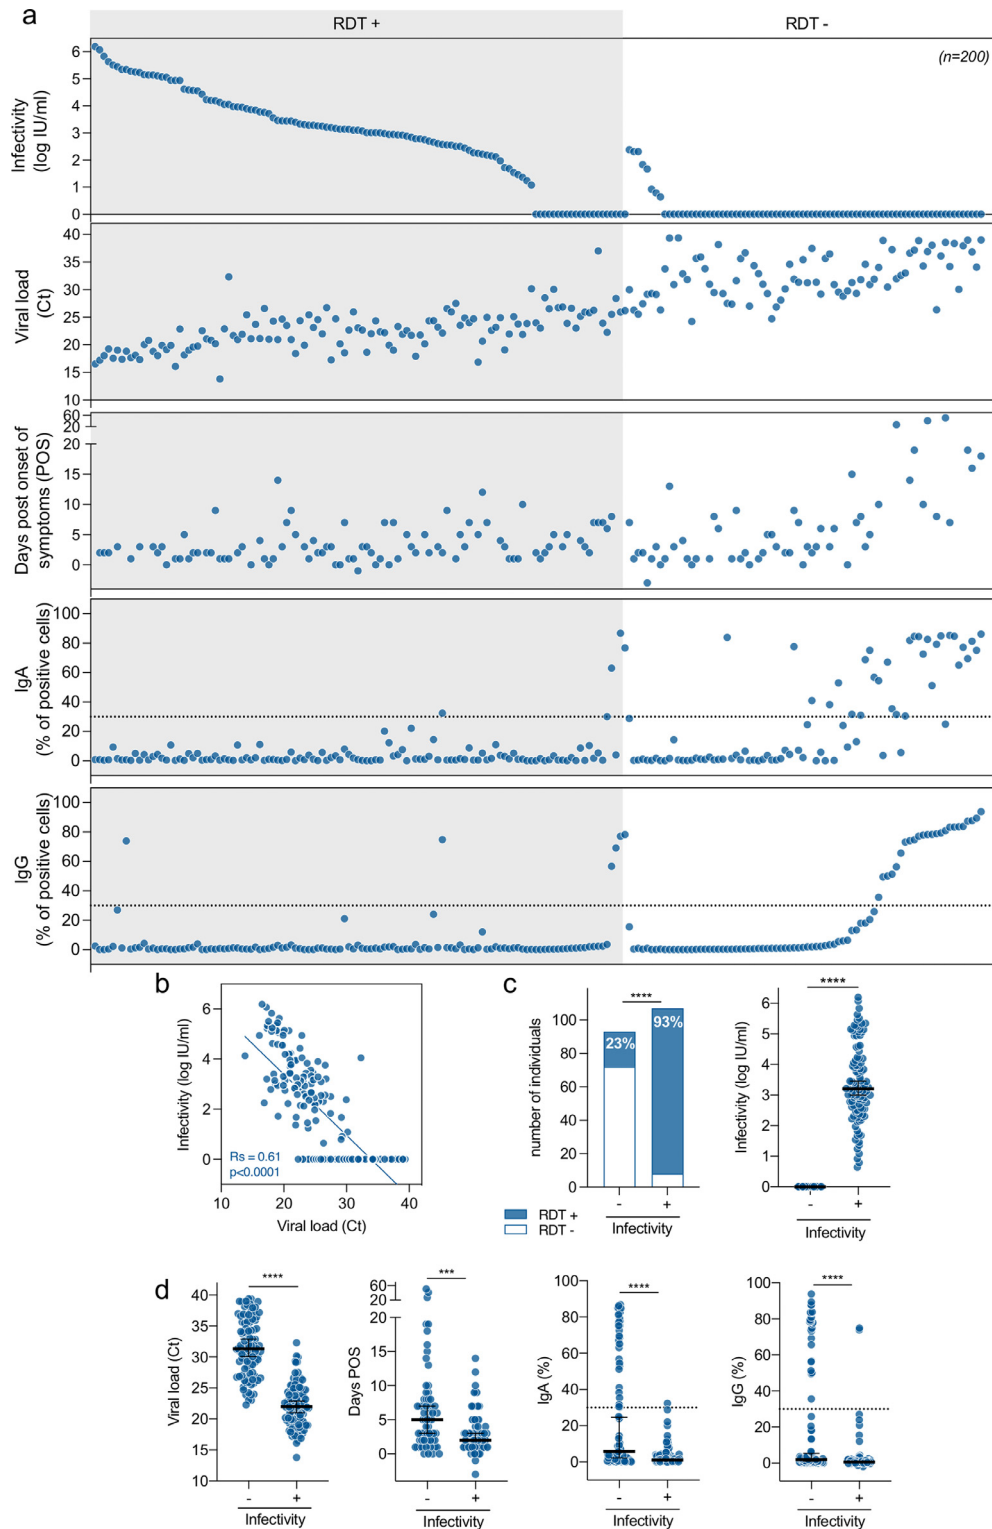 a
RDT +
RDT -
(n=200)
Infectivity
(log IU/ml)
6
5
4
3
2
1
0
Viral load
(Ct)
40
35
30
25
20
15
10
Days post onset of
symptoms (POS)
60
20
20
15
10
5
0
IgA
(% of positive cells)
100
80
60
40
20
0
IgG
(% of positive cells)
100
80
60
40
20
0
b
Infectivity (log IU/ml)
6
4
2
0
Rs = 0.61
p<0.0001
10 20 30 40
Viral load (Ct)
c
number of individuals
100
80
60
40
20
0
****
23%
93%
- +
Infectivity
RDT +
RDT -
Infectivity (log IU/ml)
6
5
4
3
2
1
0
****
- +
Infectivity
d
Viral load (Ct)
40
35
30
25
20
15
10
****
- +
Infectivity
Days POS
60
20
20
15
10
5
0
***
- +
Infectivity
IgA (%)
100
80
60
40
20
0
****
- +
Infectivity
IgG (%)
100
80
60
40
20
0
****
- +
Infectivity